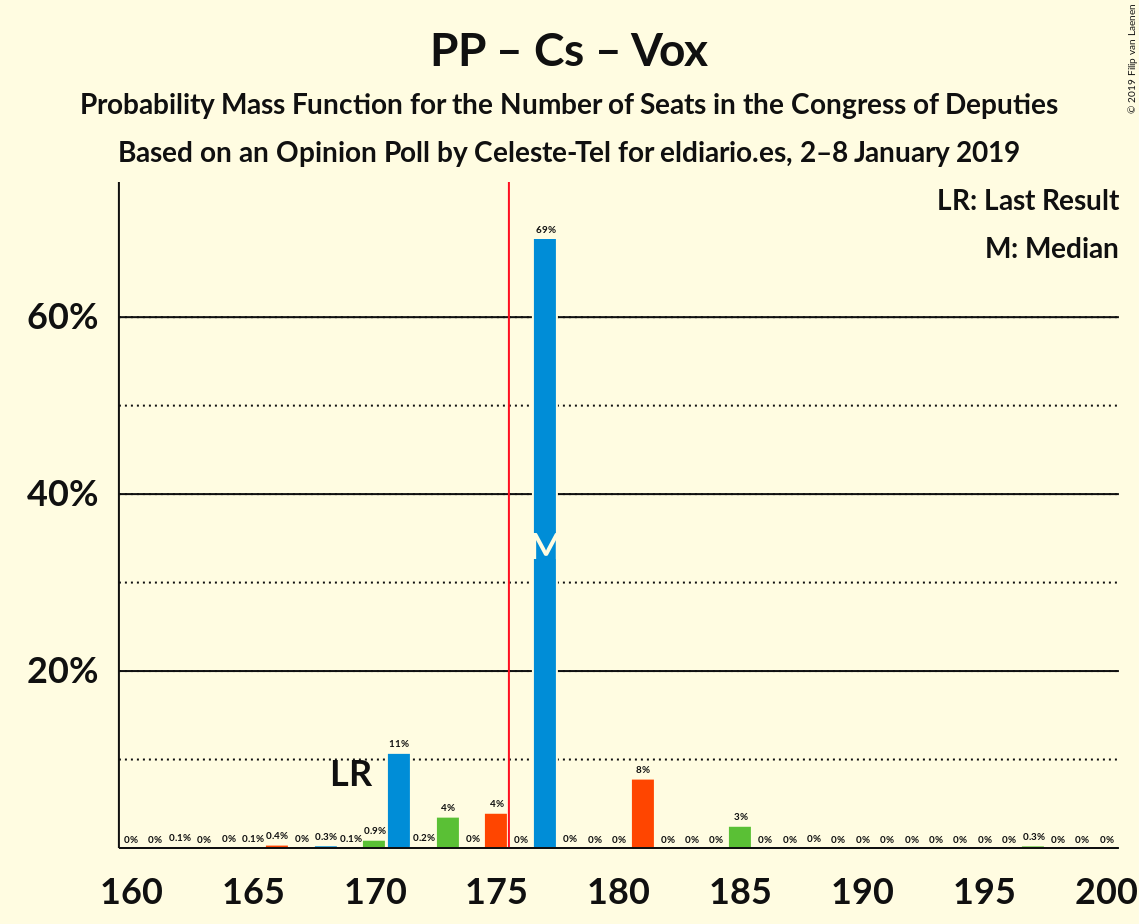 PP – Cs – Vox
Probability Mass Function for the Number of Seats in the Congress of Deputies
Based on an Opinion Poll by Celeste-Tel for eldiario.es, 2–8 January 2019
© 2019 Filip van Laenen
LR: Last Result
M: Median
60%
40%
20%
69%
M
LR
0% 0% 0.1% 0% 0% 0.1% 0.4% 0% 0.3% 0.1% 0.9% 11% 0.2% 4% 0% 4% 0% 0% 0% 0% 8% 0% 0% 0% 3% 0% 0% 0% 0% 0% 0% 0% 0% 0% 0% 0% 0.3% 0% 0% 0%
160 165 170 175 180 185 190 195 200